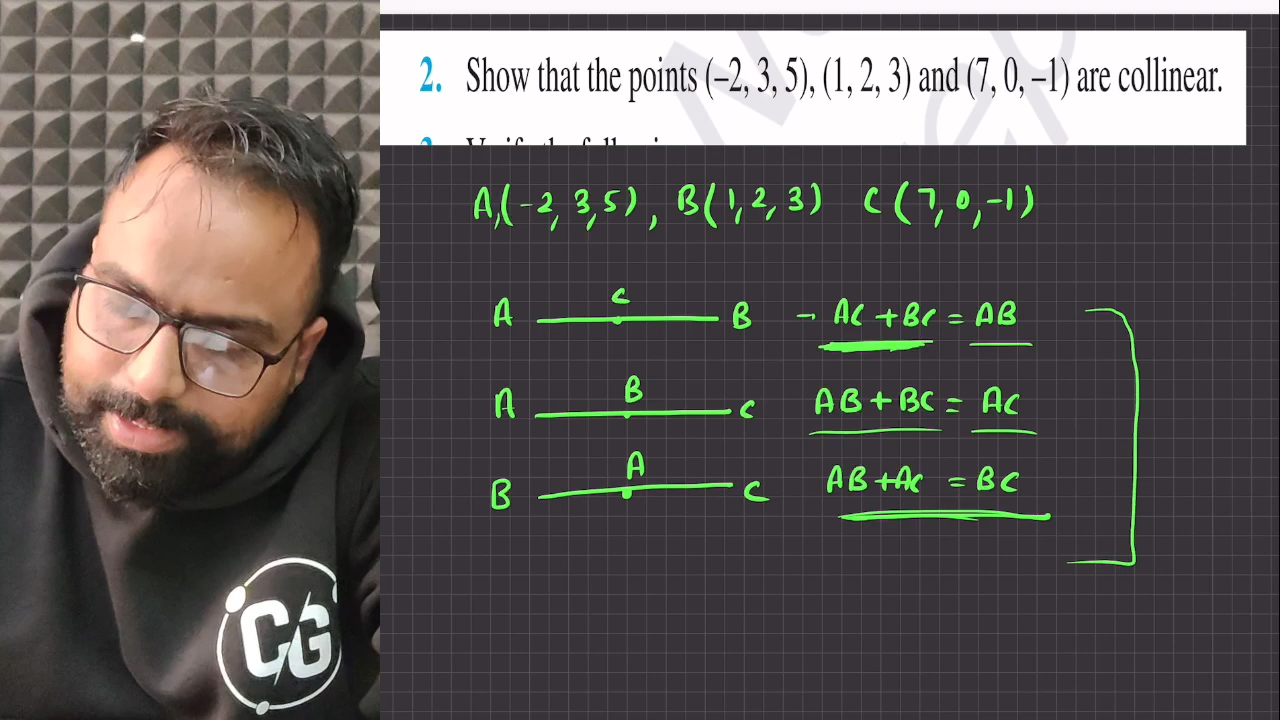 2. Show that the points (–2, 3, 5), (1, 2, 3) and (7, 0, –1) are collinear.
A,(-2, 3,5), B(1,2,3) C(7,0,-1)
C
A B - AC + BC = AB
B
A C AB + BC = AC
A
B C AB + AC = BC
CG